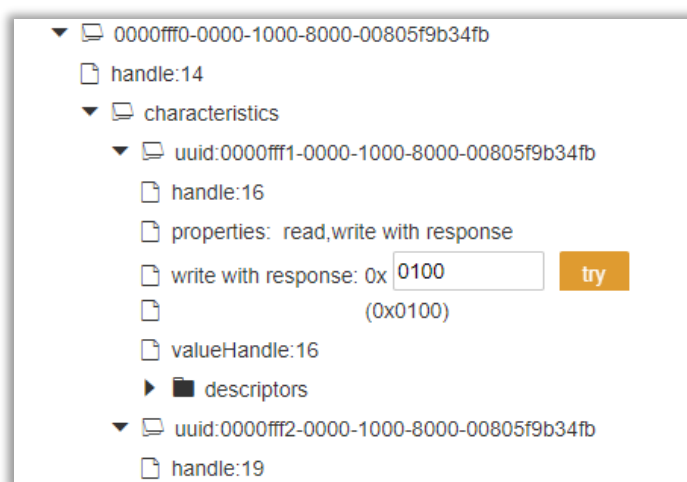 0000fff0-0000-1000-8000-00805f9b34fb
handle:14
characteristics
uuid:0000fff1-0000-1000-8000-00805f9b34fb
handle:16
properties: read,write with response
write with response: 0x 0100 try
(0x0100)
valueHandle:16
descriptors
uuid:0000fff2-0000-1000-8000-00805f9b34fb
handle:19